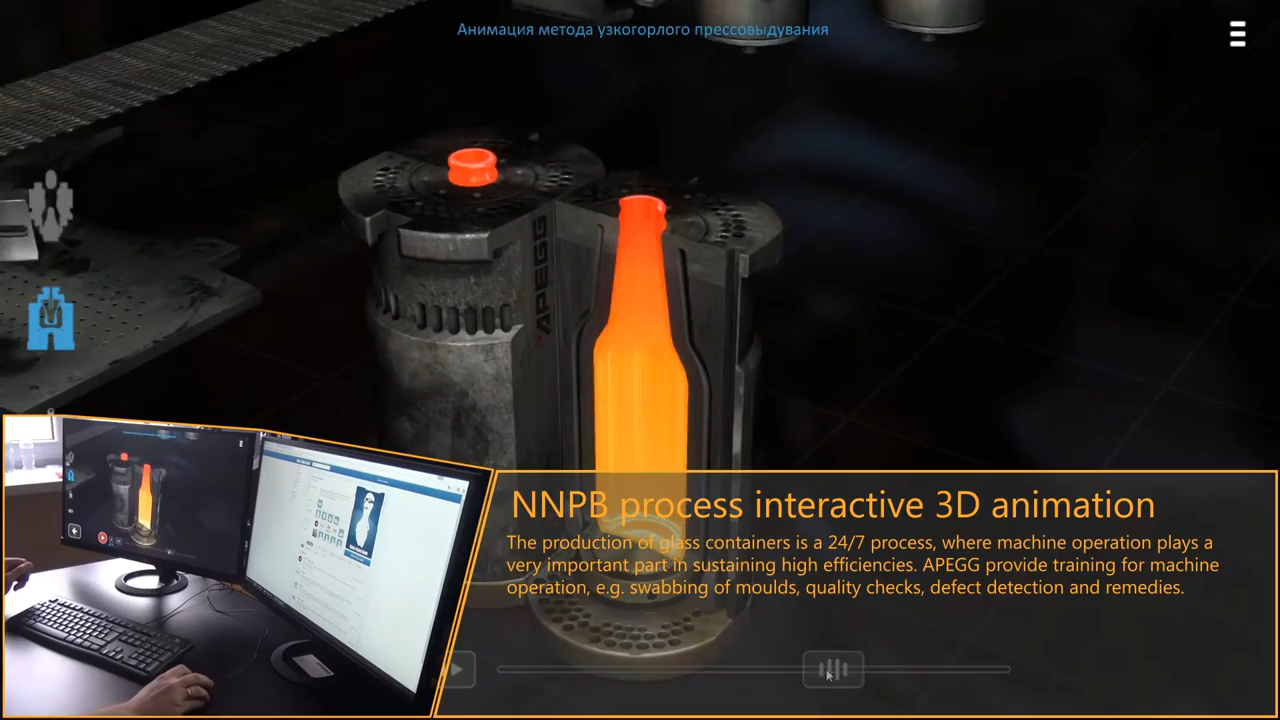 Анимация метода узкогорлого прессовыдувания
APEGG
NNPB process interactive 3D animation
The production of glass containers is a 24/7 process, where machine operation plays a
very important part in sustaining high efficiencies. APEGG provide training for machine
operation, e.g. swabbing of moulds, quality checks, defect detection and remedies.